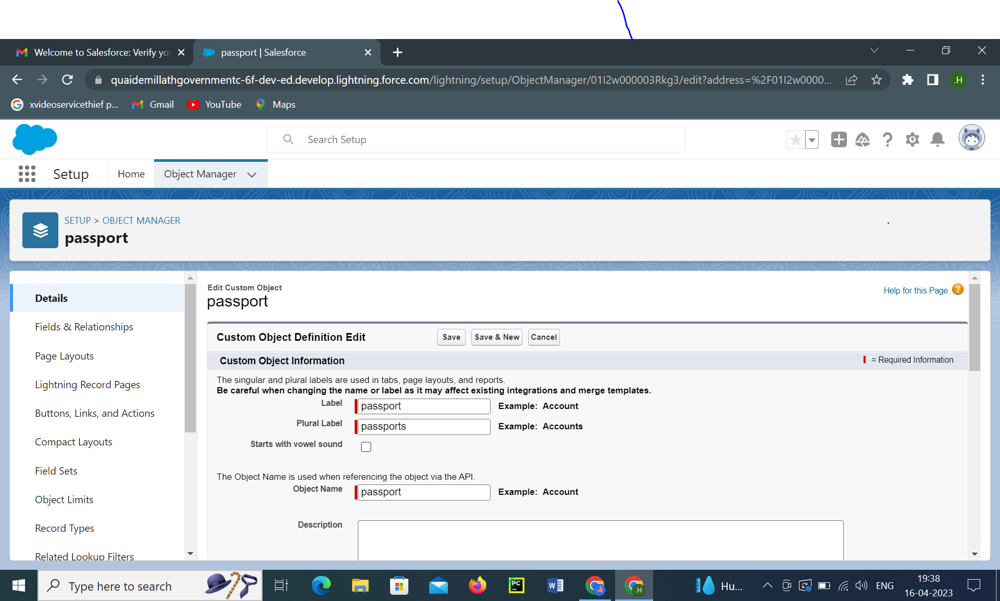 Welcome to Salesforce: Verify you
passport | Salesforce
quaidemillathgovernmentc-6f-dev-ed.develop.lightning.force.com/lightning/setup/ObjectManager/01I2w000003Rkg3/edit?address=%2F01I2w0000...
.H
xvideoservicethief p...
Gmail
YouTube
Maps
Search Setup
Setup
Home
Object Manager
SETUP > OBJECT MANAGER
passport
Details
Fields & Relationships
Page Layouts
Lightning Record Pages
Buttons, Links, and Actions
Compact Layouts
Field Sets
Object Limits
Record Types
Related Lookup Filters
Edit Custom Object
passport
Help for this Page ?
Custom Object Definition Edit
Save
Save & New
Cancel
Custom Object Information
= Required Information
The singular and plural labels are used in tabs, page layouts, and reports.
Be careful when changing the name or label as it may affect existing integrations and merge templates.
Label passport Example: Account
Plural Label passports Example: Accounts
Starts with vowel sound
The Object Name is used when referencing the object via the API.
Object Name passport Example: Account
Description
Type here to search
PC
W
.H
Hu...
ENG
19:38
16-04-2023